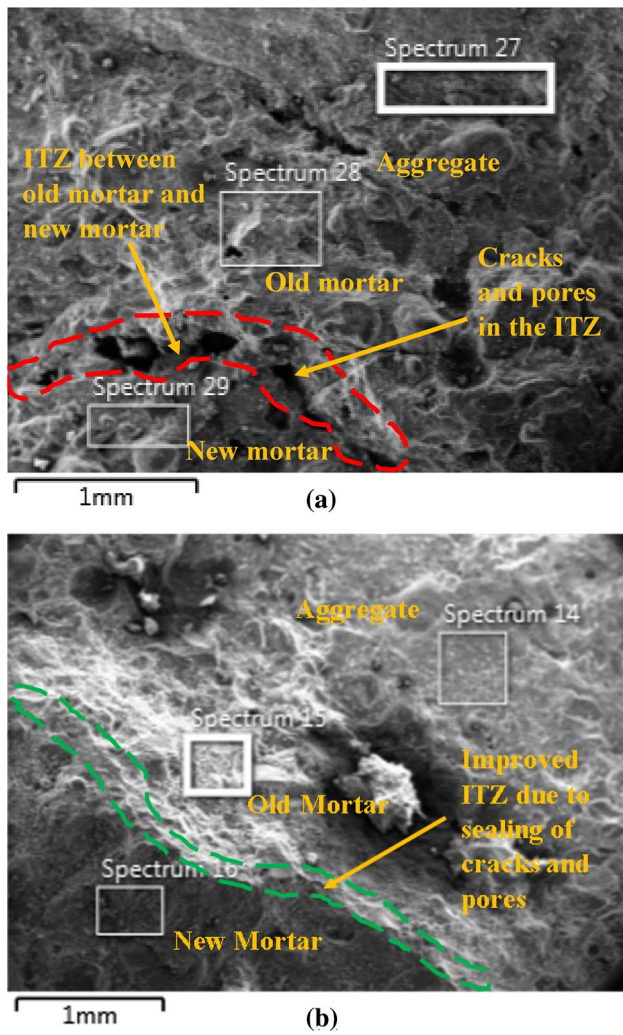 Spectrum 27
Aggregate
ITZ between
old mortar and
new mortar
Spectrum 28
Old mortar
Cracks
and pores
in the ITZ
Spectrum 29
New mortar
1mm
(a)
Aggregate
Spectrum 14
Spectrum 15
Old Mortar
Improved
ITZ due to
sealing of
cracks and
pores
Spectrum 16
New Mortar
1mm
(b)